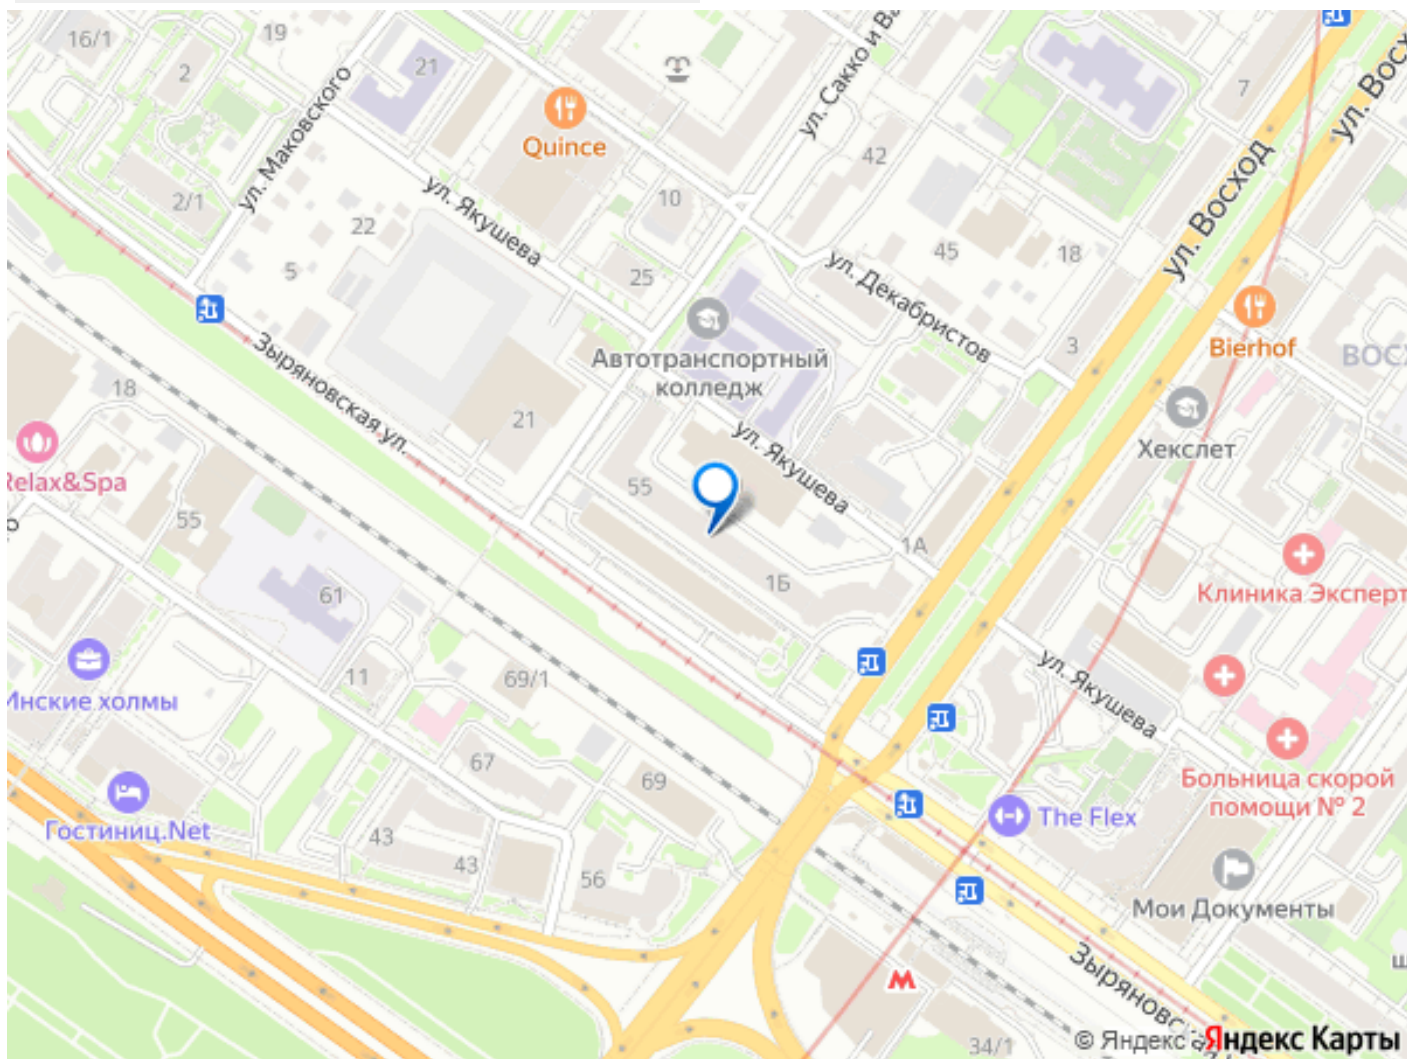 16/1
19
2
21
ул. Маковского
Quince
ул. Сакко и Ва
7
ул. Восх
42
2/1
ул. Якушева
10
22
ул. Восход
45
18
5
25
ул. Декабристов
Bierhof
3
ВОСХ
Автотранспортный
колледж
Зыряновская ул.
18
21
Хекслет
ул. Якушева
Relax&Spa
55
55
1А
1Б
61
Клиника Эксперт
ул. Якушева
11
69/1
Инские холмы
67
69
Больница скорой
помощи № 2
The Flex
Гостиниц.Net
43
43
56
Мои Документы
Зыряновс
34/1
© Яндекс
Яндекс Карты